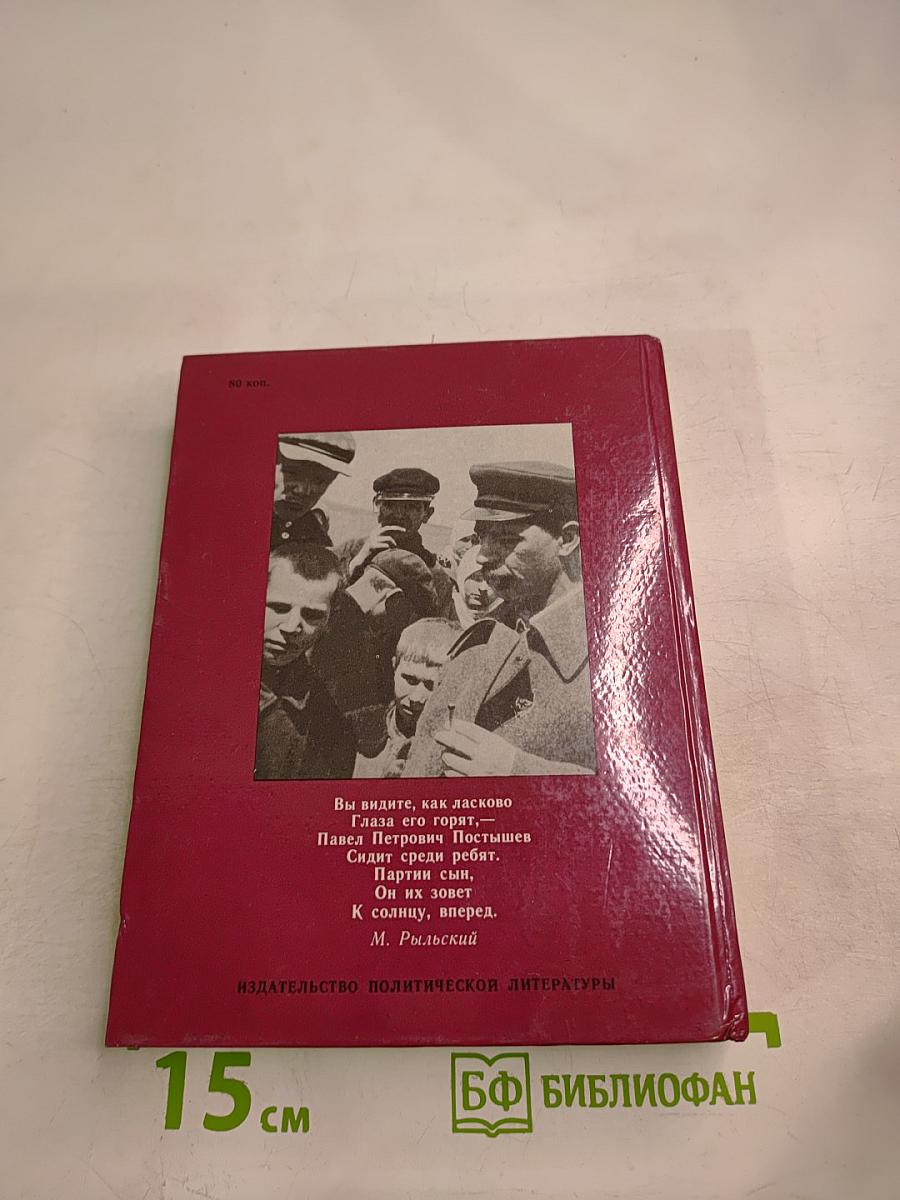 80 коп.
Вы видите, как ласково
Глаза его горят,—
Павел Петрович Постышев
Сидит среди ребят.
Партии сын,
Он их зовет
К солнцу, вперед.
М. Рыльский
ИЗДАТЕЛЬСТВО ПОЛИТИЧЕСКОЙ ЛИТЕРАТУРЫ
15 см
БФ БИБЛИОФАН